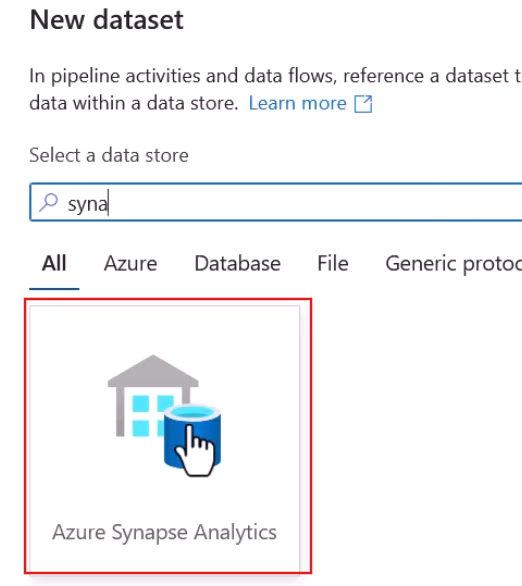 New dataset
In pipeline activities and data flows, reference a dataset t
data within a data store. Learn more
Select a data store
syna
All Azure Database File Generic protoc
Azure Synapse Analytics